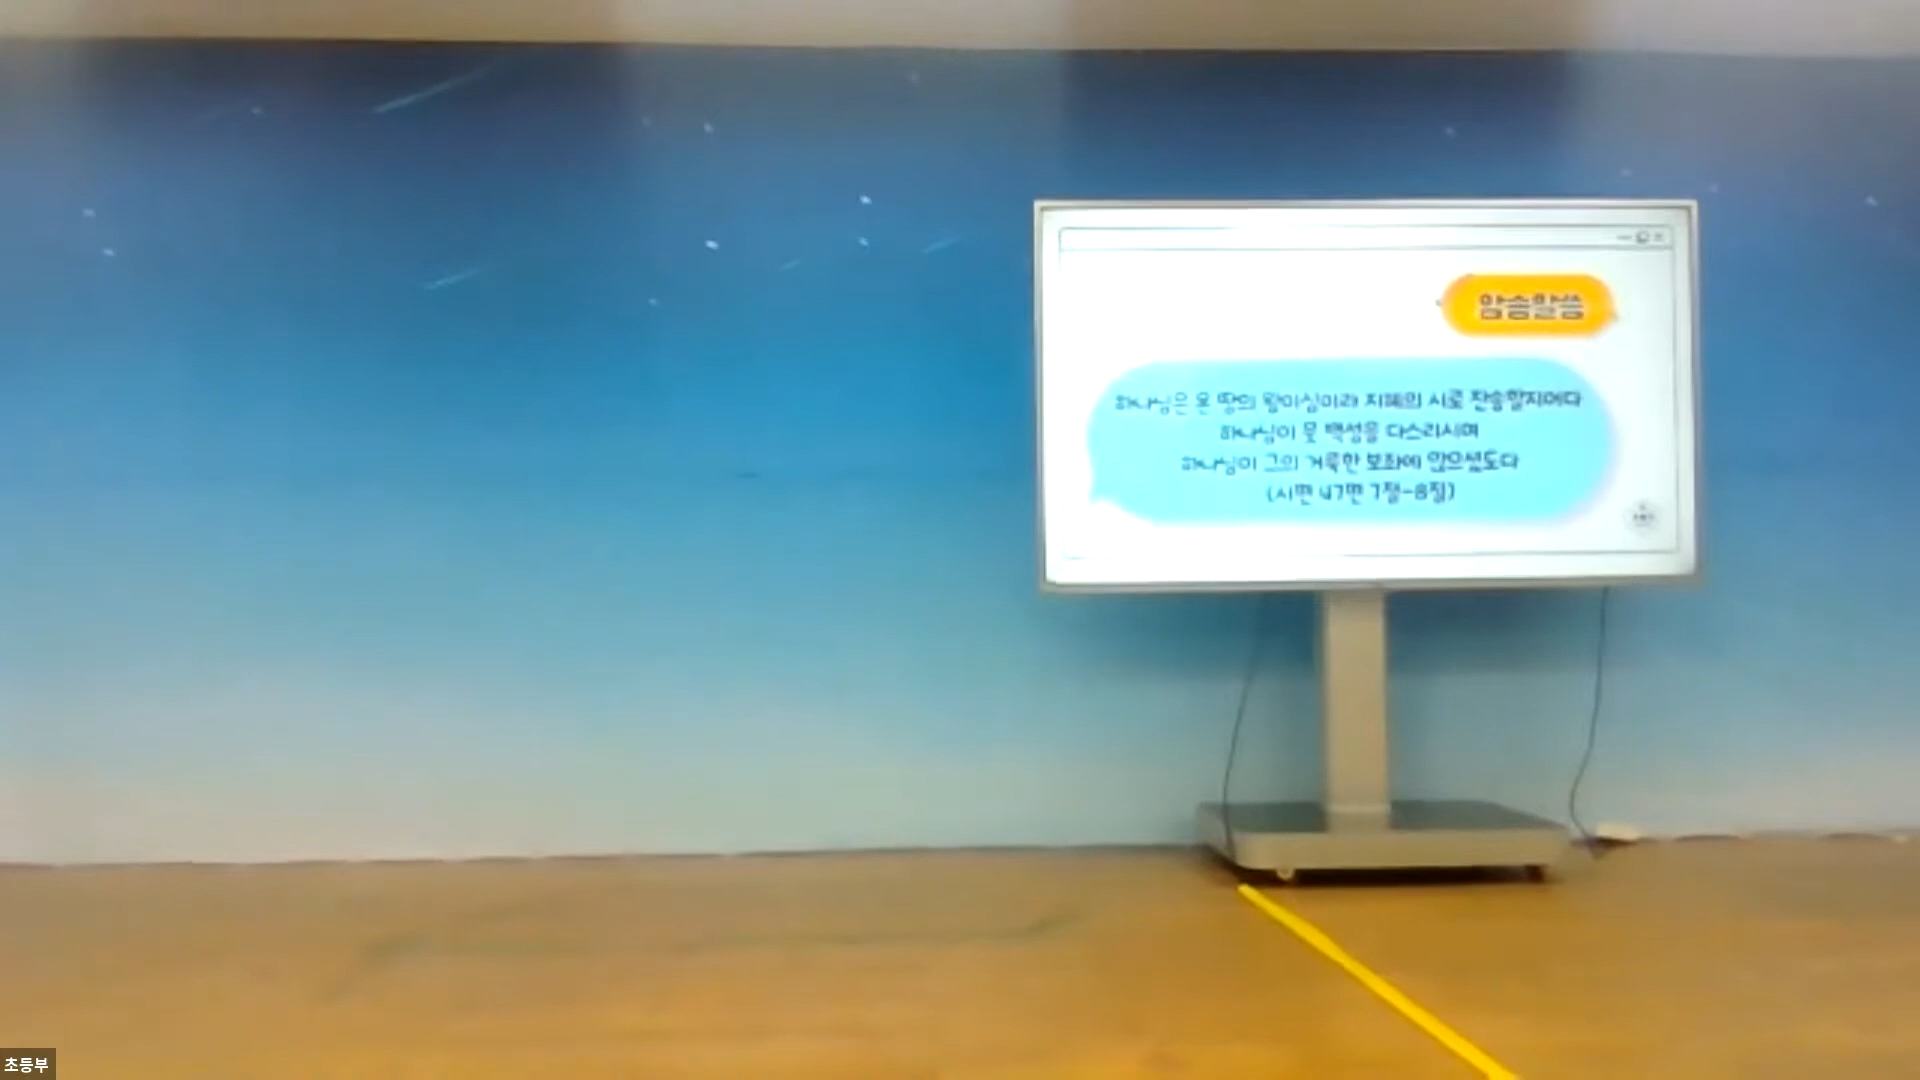 암송말씀
하나님은 온 땅의 왕이심이라 지혜의 시로 찬송할지어다
하나님이 뭇 백성을 다스리시며
하나님이 그의 거룩한 보좌에 앉으셨도다
(시편 47편 7절-8절)
초등부